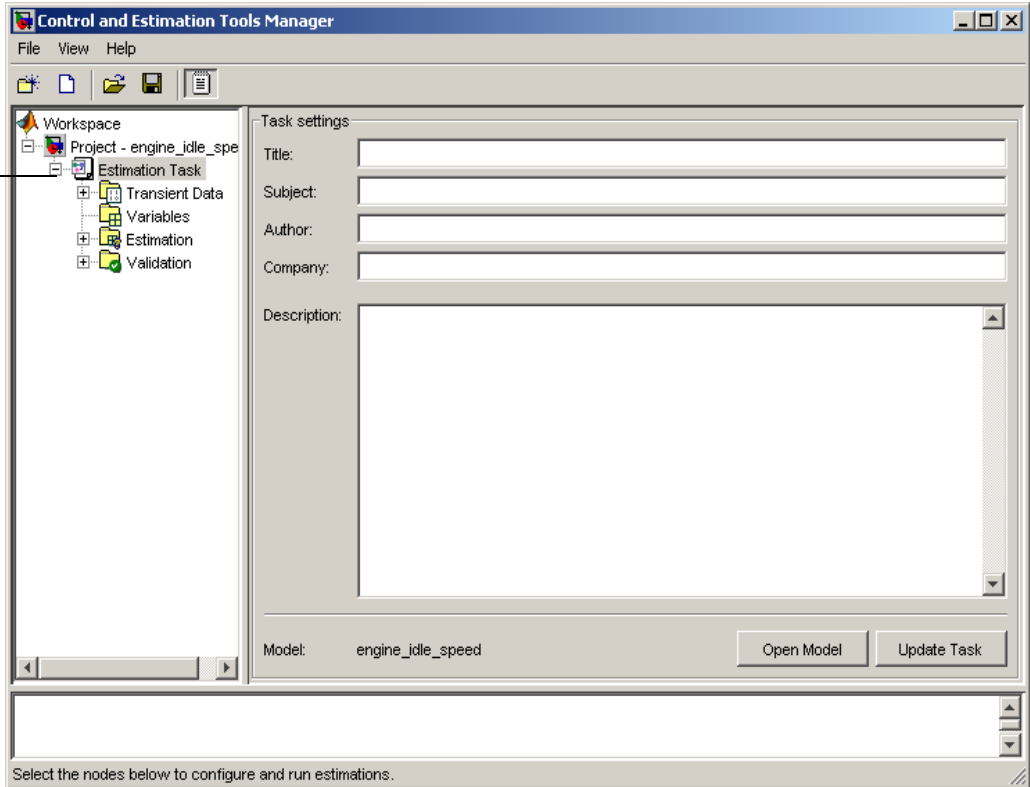 Control and Estimation Tools Manager
File View Help
Workspace
Project - engine_idle_spe
Estimation Task
Transient Data
Variables
Estimation
Validation
Task settings
Title:
Subject:
Author:
Company:
Description:
Model: engine_idle_speed
Open Model
Update Task
Select the nodes below to configure and run estimations.